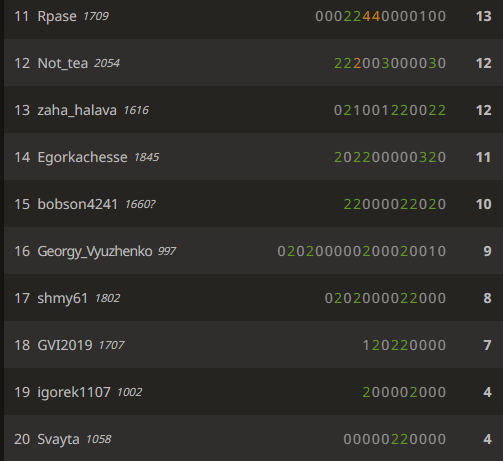 11 Rpase 1709 00022440000100 13
12 Not_tea 2054 222003000030 12
13 zaha_halava 1616 021001220022 12
14 Egorkachesse 1845 202200000320 11
15 bobson4241 1660? 22000022020 10
16 Georgy_Vyuzhenko 997 020200000200020010 9
17 shmy61 1802 0202000022000 8
18 GVI2019 1707 120220000 7
19 igorek1107 1002 200002000 4
20 Svayta 1058 00000220000 4